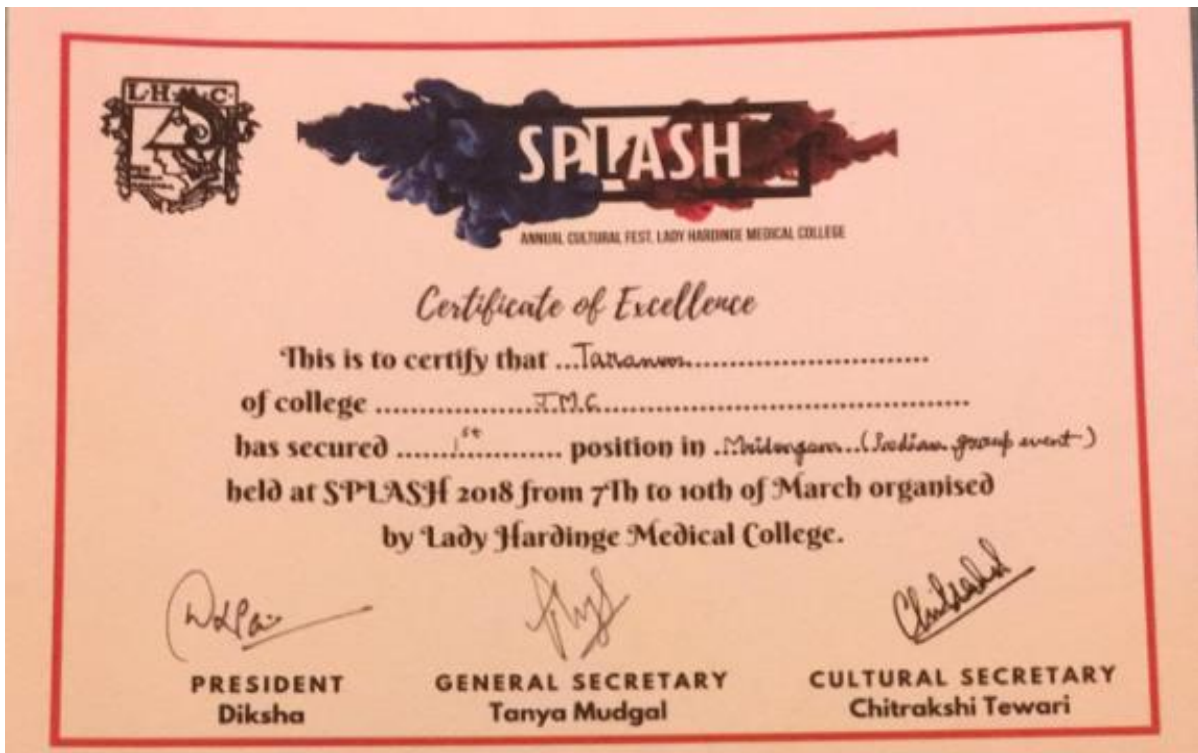 L·H·M·C·
SPLASH
ANNUAL CULTURAL FEST, LADY HARDINGE MEDICAL COLLEGE
Certificate of Excellence
This is to certify that ...Taranum...
of college ...J.M.C...
has secured ...1st... position in ...Mridangam...(Indian group event)
held at SPLASH 2018 from 7Th to 10th of March organised
by Lady Hardinge Medical College.
PRESIDENT
Diksha
GENERAL SECRETARY
Tanya Mudgal
CULTURAL SECRETARY
Chitrakshi Tewari